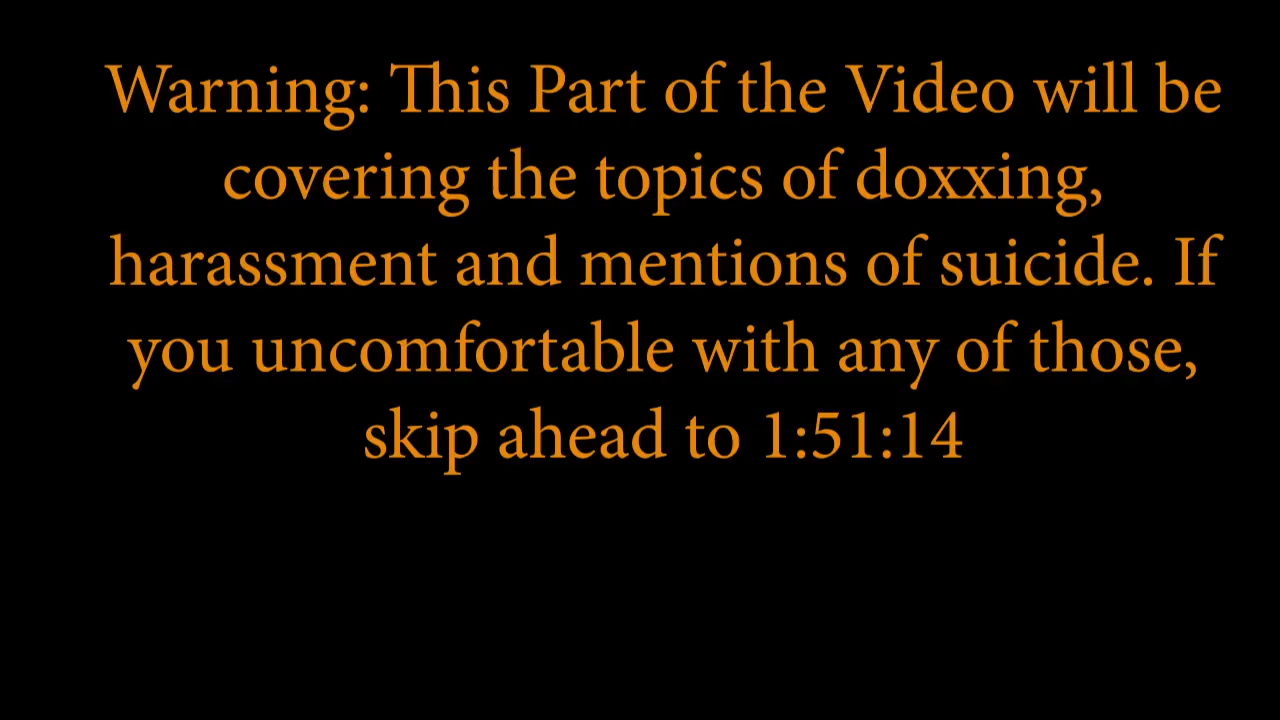 Warning: This Part of the Video will be
covering the topics of doxxing,
harassment and mentions of suicide. If
you uncomfortable with any of those,
skip ahead to 1:51:14